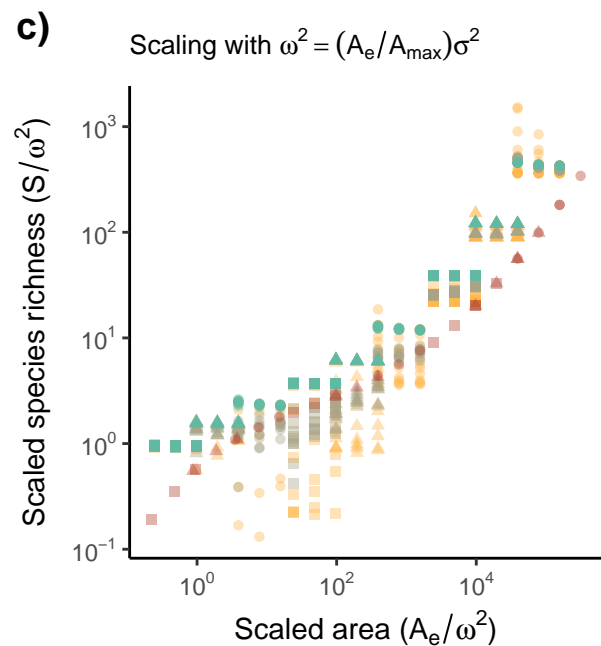 c)
Scaling with ω² = (Aₑ/Aₘₐₓ)σ²
Scaled species richness (S/ω²)
10³
10²
10¹
10⁰
10⁻¹
10⁰ 10² 10⁴
Scaled area (Aₑ/ω²)